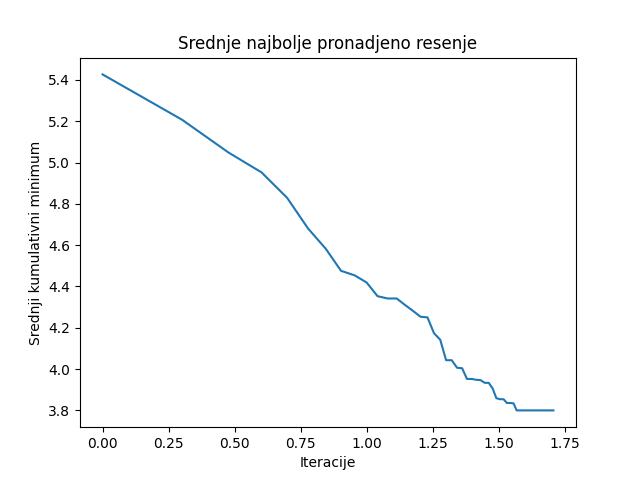 Srednje najbolje pronadjeno resenje
Srednji kumulativni minimum
5.4
5.2
5.0
4.8
4.6
4.4
4.2
4.0
3.8
0.00 0.25 0.50 0.75 1.00 1.25 1.50 1.75
Iteracije